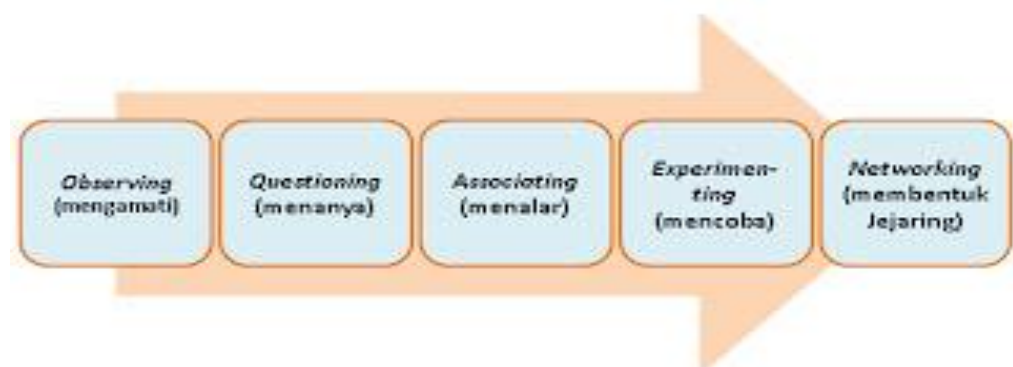 Observing
(mengamati)
Questioning
(menanya)
Associating
(menalar)
Experimen-
ting
(mencoba)
Networking
(membentuk
Jejaring)